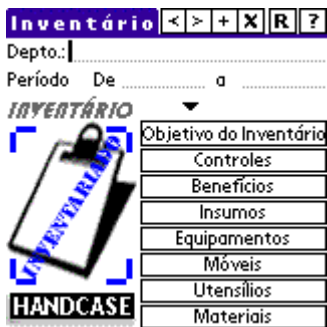 Inventário < > + X R ?
Depto.:
Período De a
INVENTÁRIO
INVENTARIADO
HANDCASE
Objetivo do Inventário
Controles
Benefícios
Insumos
Equipamentos
Móveis
Utensílios
Materiais